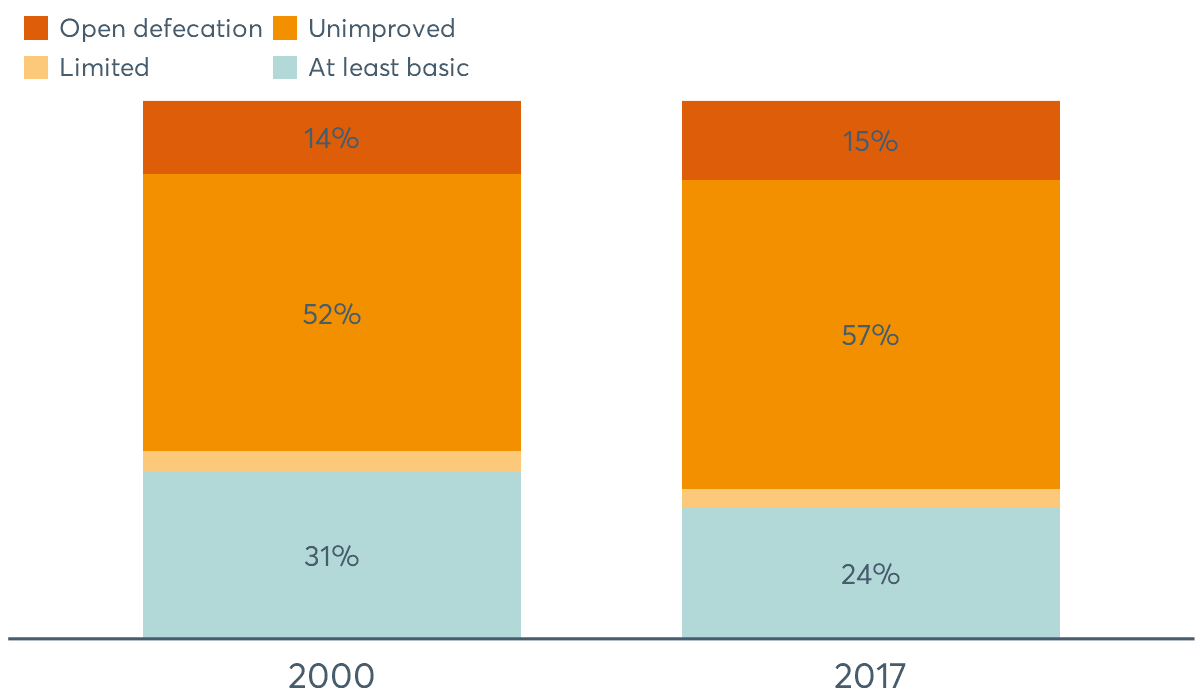 Open defecation Unimproved
Limited At least basic
14% 15%
52% 57%
31% 24%
2000 2017